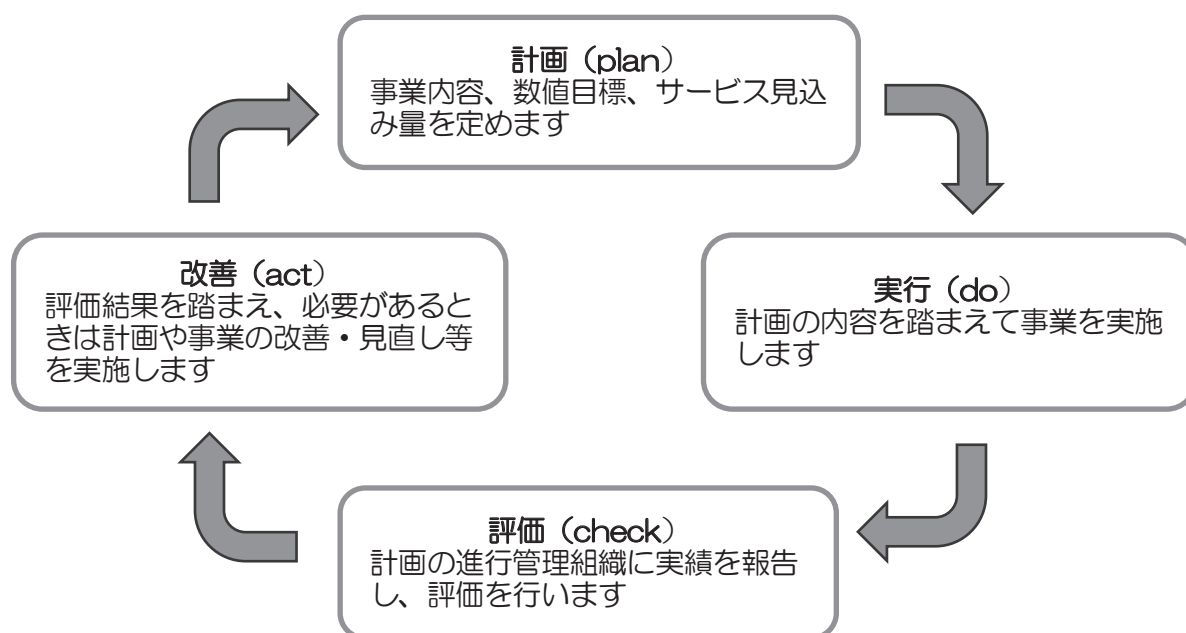 計画（plan）
事業内容、数値目標、サービス見込
み量を定めます
実行（do）
計画の内容を踏まえて事業を実施
します
評価（check）
計画の進行管理組織に実績を報告
し、評価を行います
改善（act）
評価結果を踏まえ、必要があると
きは計画や事業の改善・見直し等
を実施します